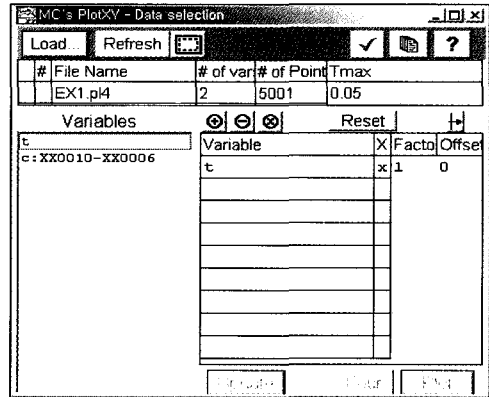 MC's PlotXY - Data selection
Load... Refresh ?
# File Name # of var # of Point Tmax
EX1.pl4 2 5001 0.05
Variables Reset
t
c:XX0010-XX0006
Variable X Facto Offset
t x 1 0